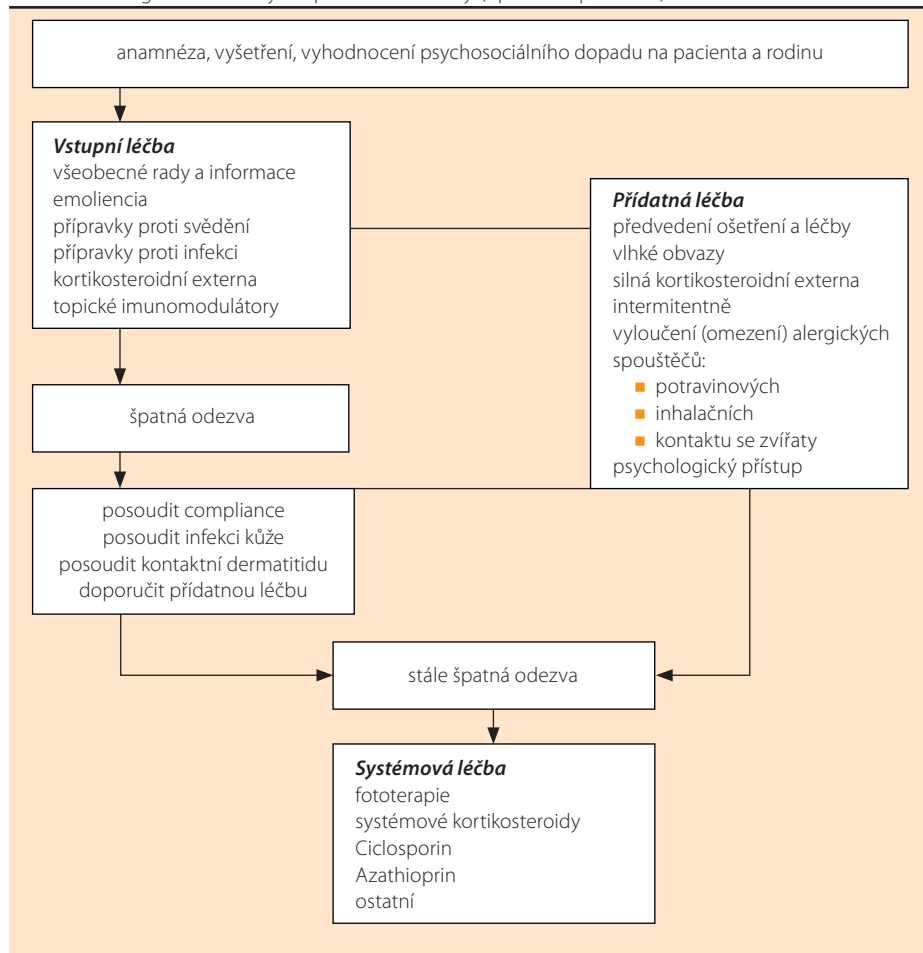 anamnéza, vyšetření, vyhodnocení psychosociálního dopadu na pacienta a rodinu
Vstupní léčba
všeobecné rady a informace
emoliencia
přípravky proti svědění
přípravky proti infekci
kortikosteroidní externa
topické imunomodulátory
Přídatná léčba
předvedení ošetření a léčby
vlhké obvazy
silná kortikosteroidní externa
intermitentně
vyloučení (omezení) alergických
spouštěčů:
potravinových
inhalačních
kontaktu se zvířaty
psychologický přístup
špatná odezva
posoudit compliance
posoudit infekci kůže
posoudit kontaktní dermatitidu
doporučit přídatnou léčbu
stále špatná odezva
Systémová léčba
fototerapie
systémové kortikosteroidy
Ciclosporin
Azathioprin
ostatní